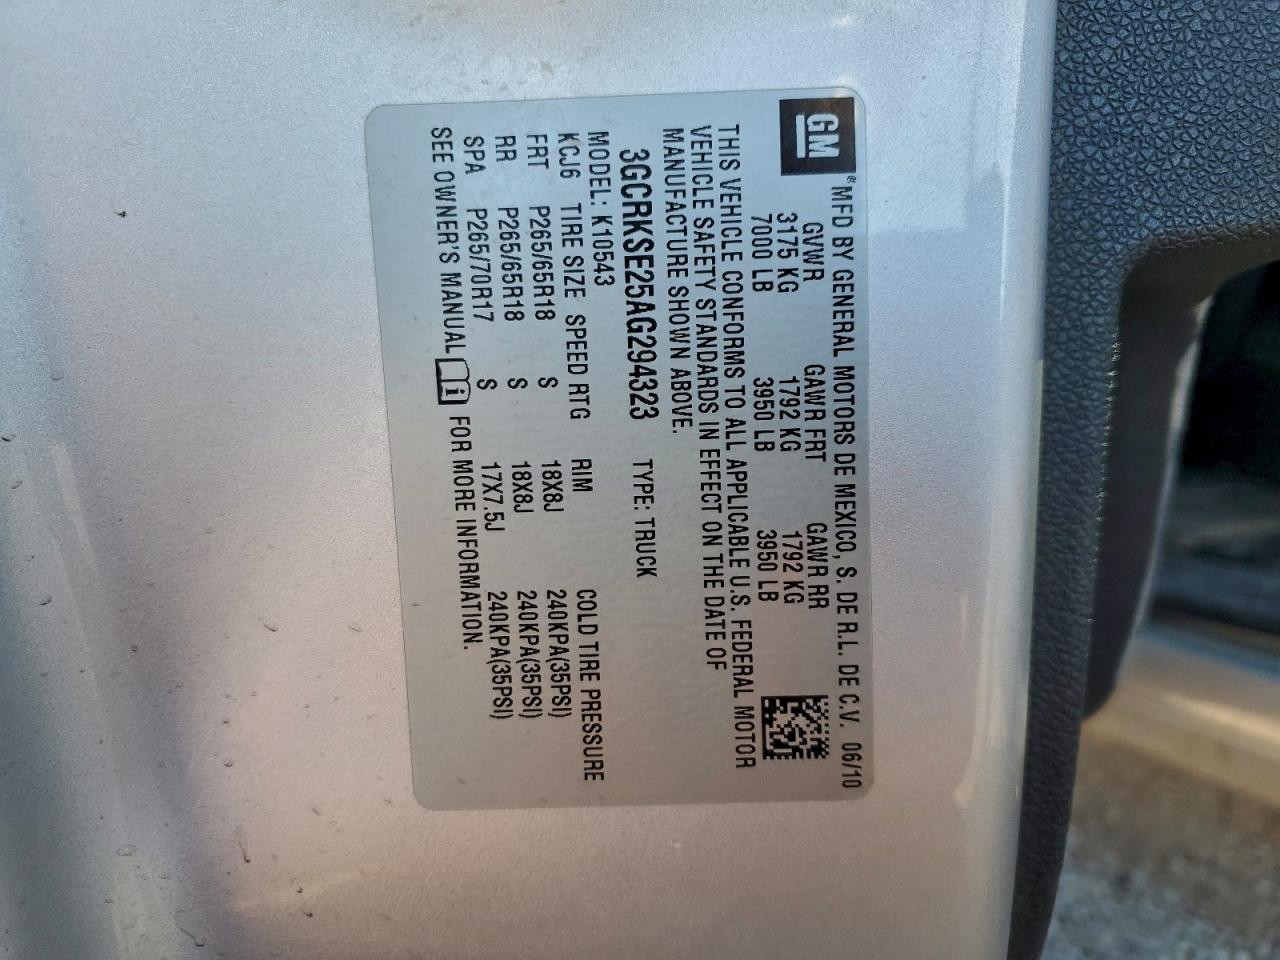 GM
®MFD BY GENERAL MOTORS DE MEXICO, S. DE R.L. DE C.V. 06/10
GVWR GAWR FRT GAWR RR
3175 KG 1792 KG 1792 KG
7000 LB 3950 LB 3950 LB
THIS VEHICLE CONFORMS TO ALL APPLICABLE U.S. FEDERAL MOTOR
VEHICLE SAFETY STANDARDS IN EFFECT ON THE DATE OF
MANUFACTURE SHOWN ABOVE.
3GCRKSE25AG294323 TYPE: TRUCK
MODEL: K10543
KCJ6 TIRE SIZE SPEED RTG RIM COLD TIRE PRESSURE
FRT P265/65R18 S 18X8J 240KPA(35PSI)
RR P265/65R18 S 18X8J 240KPA(35PSI)
SPA P265/70R17 S 17X7.5J 240KPA(35PSI)
SEE OWNER'S MANUAL i FOR MORE INFORMATION.